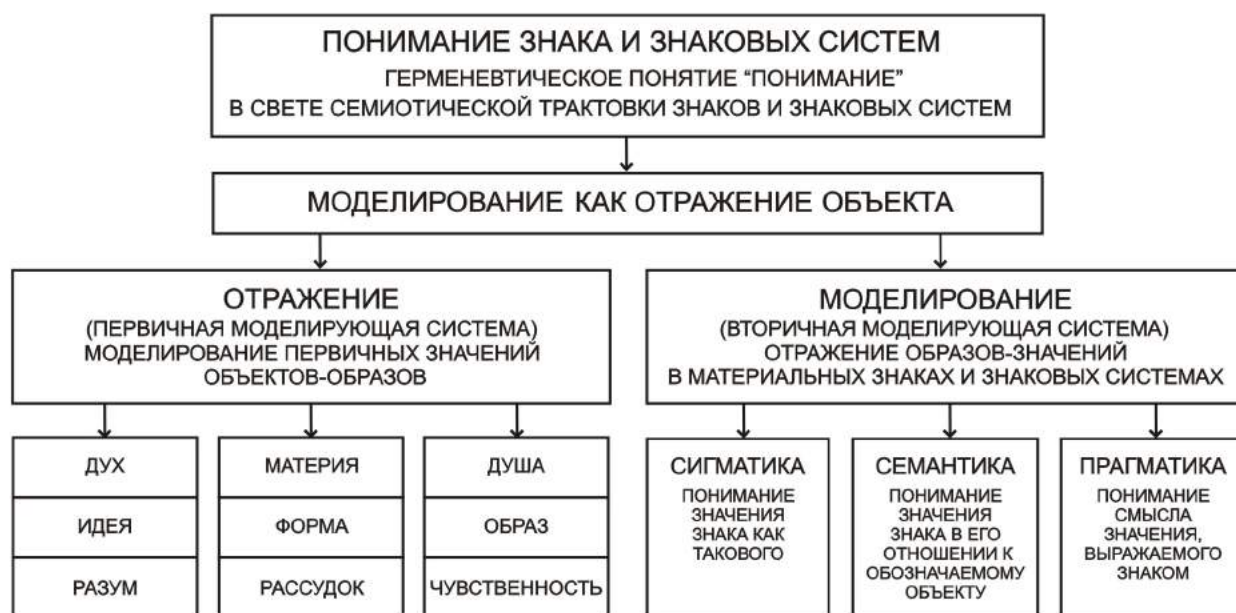 ПОНИМАНИЕ ЗНАКА И ЗНАКОВЫХ СИСТЕМ
ГЕРМЕНЕВТИЧЕСКОЕ ПОНЯТИЕ “ПОНИМАНИЕ”
В СВЕТЕ СЕМИОТИЧЕСКОЙ ТРАКТОВКИ ЗНАКОВ И ЗНАКОВЫХ СИСТЕМ
МОДЕЛИРОВАНИЕ КАК ОТРАЖЕНИЕ ОБЪЕКТА
ОТРАЖЕНИЕ
(ПЕРВИЧНАЯ МОДЕЛИРУЮЩАЯ СИСТЕМА)
МОДЕЛИРОВАНИЕ ПЕРВИЧНЫХ ЗНАЧЕНИЙ
ОБЪЕКТОВ-ОБРАЗОВ
МОДЕЛИРОВАНИЕ
(ВТОРИЧНАЯ МОДЕЛИРУЮЩАЯ СИСТЕМА)
ОТРАЖЕНИЕ ОБРАЗОВ-ЗНАЧЕНИЙ
В МАТЕРИАЛЬНЫХ ЗНАКАХ И ЗНАКОВЫХ СИСТЕМАХ
ДУХ
ИДЕЯ
РАЗУМ
МАТЕРИЯ
ФОРМА
РАССУДОК
ДУША
ОБРАЗ
ЧУВСТВЕННОСТЬ
СИГМАТИКА
ПОНИМАНИЕ
ЗНАЧЕНИЯ
ЗНАКА КАК
ТАКОВОГО
СЕМАНТИКА
ПОНИМАНИЕ
ЗНАЧЕНИЯ
ЗНАКА В ЕГО
ОТНОШЕНИИ К
ОБОЗНАЧАЕМОМУ
ОБЪЕКТУ
ПРАГМАТИКА
ПОНИМАНИЕ
СМЫСЛА
ЗНАЧЕНИЯ,
ВЫРАЖАЕМОГО
ЗНАКОМ